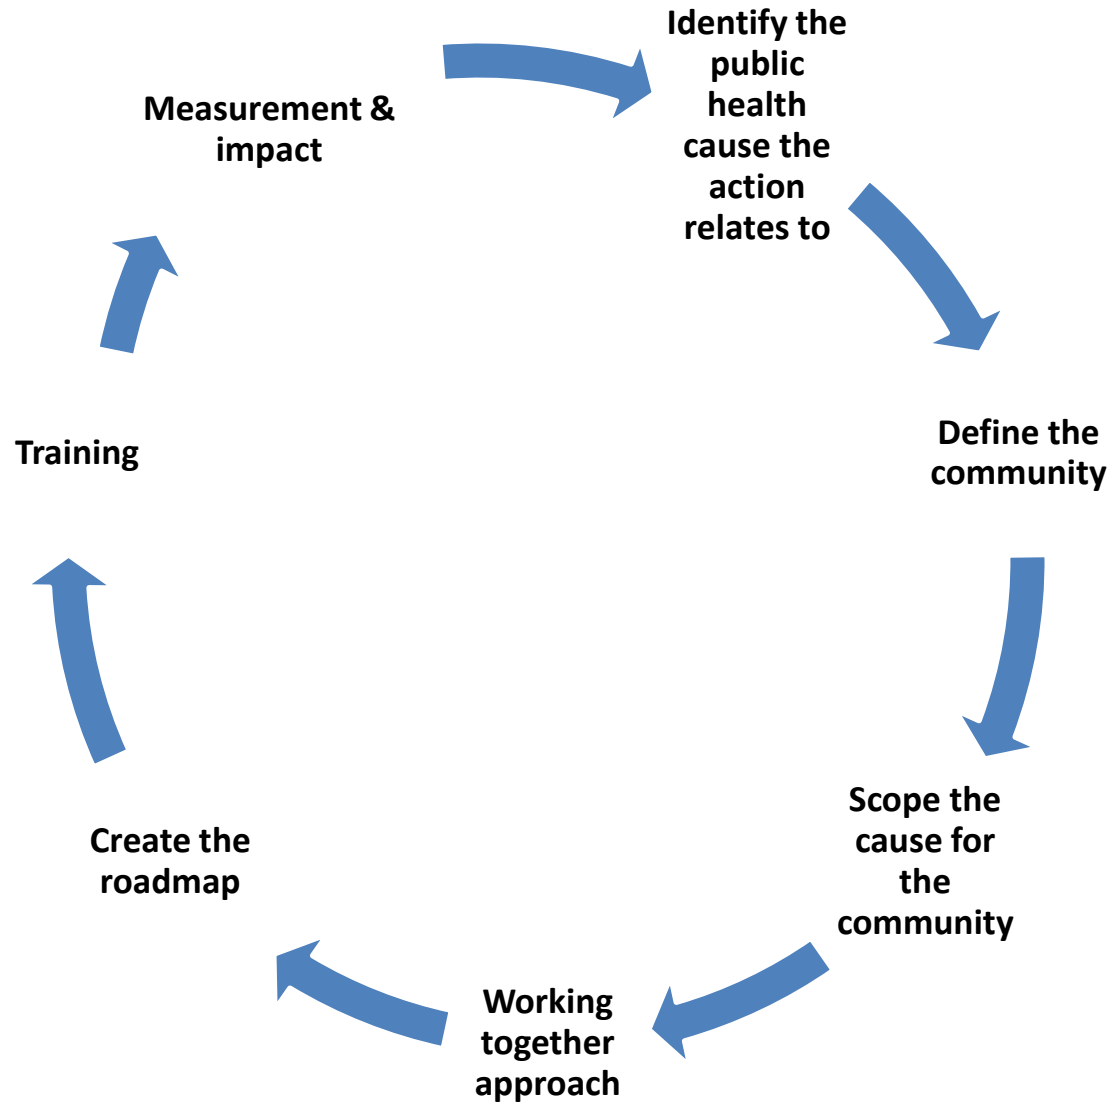 Identify the
public
health
cause the
action
relates to
Define the
community
Scope the
cause for
the
community
Working
together
approach
Create the
roadmap
Training
Measurement &
impact